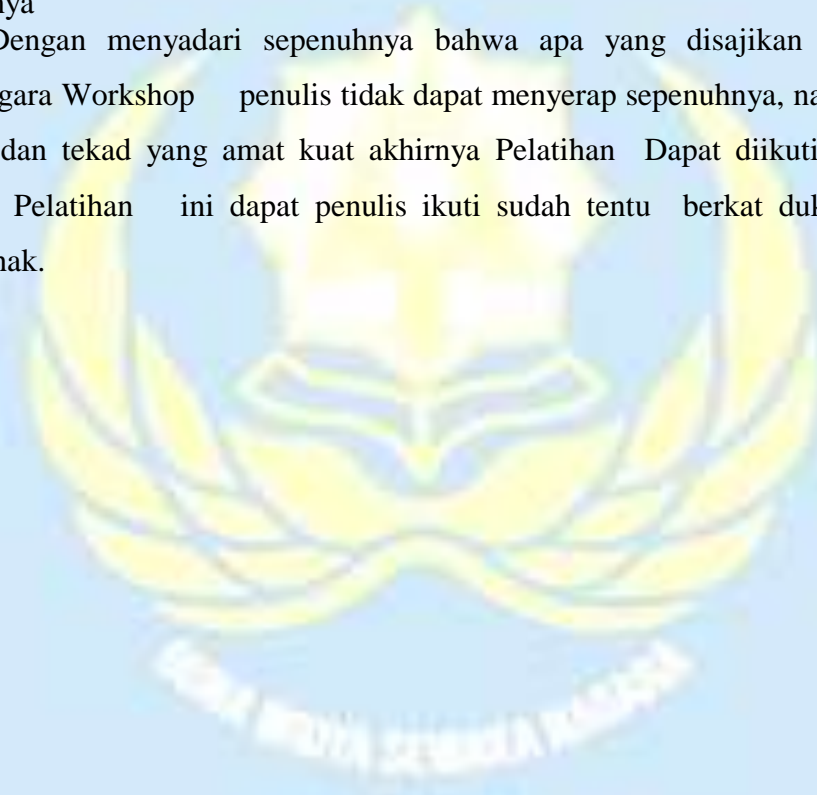 nya
Dengan menyadari sepenuhnya bahwa apa yang disajikan
gara Workshop penulis tidak dapat menyerap sepenuhnya, na
dan tekad yang amat kuat akhirnya Pelatihan Dapat diikuti
Pelatihan ini dapat penulis ikuti sudah tentu berkat duk
nak.